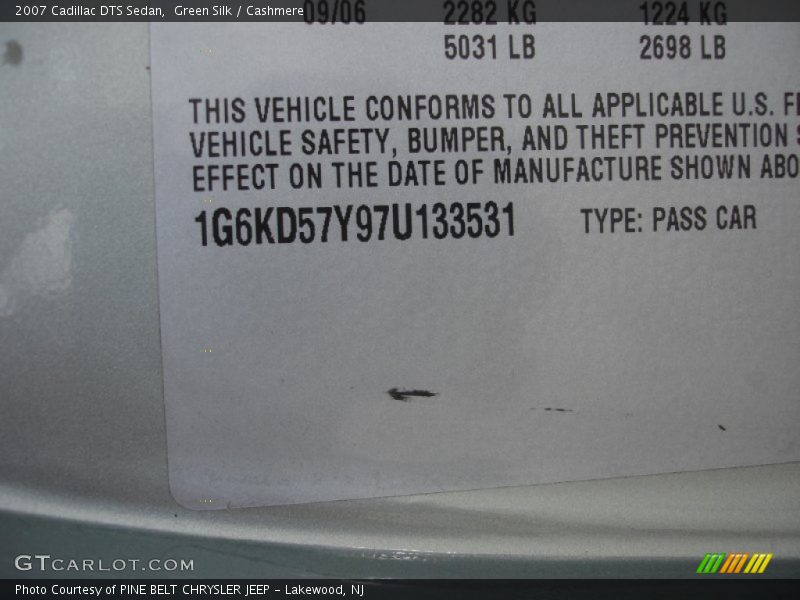 2007 Cadillac DTS Sedan,  Green Silk / Cashmere
09/06 2282 KG 1224 KG
5031 LB 2698 LB
THIS VEHICLE CONFORMS TO ALL APPLICABLE U.S. FE
VEHICLE SAFETY, BUMPER, AND THEFT PREVENTION S
EFFECT ON THE DATE OF MANUFACTURE SHOWN ABO
1G6KD57Y97U133531 TYPE: PASS CAR
GTCARLOT.COM
Photo Courtesy of PINE BELT CHRYSLER JEEP - Lakewood, NJ